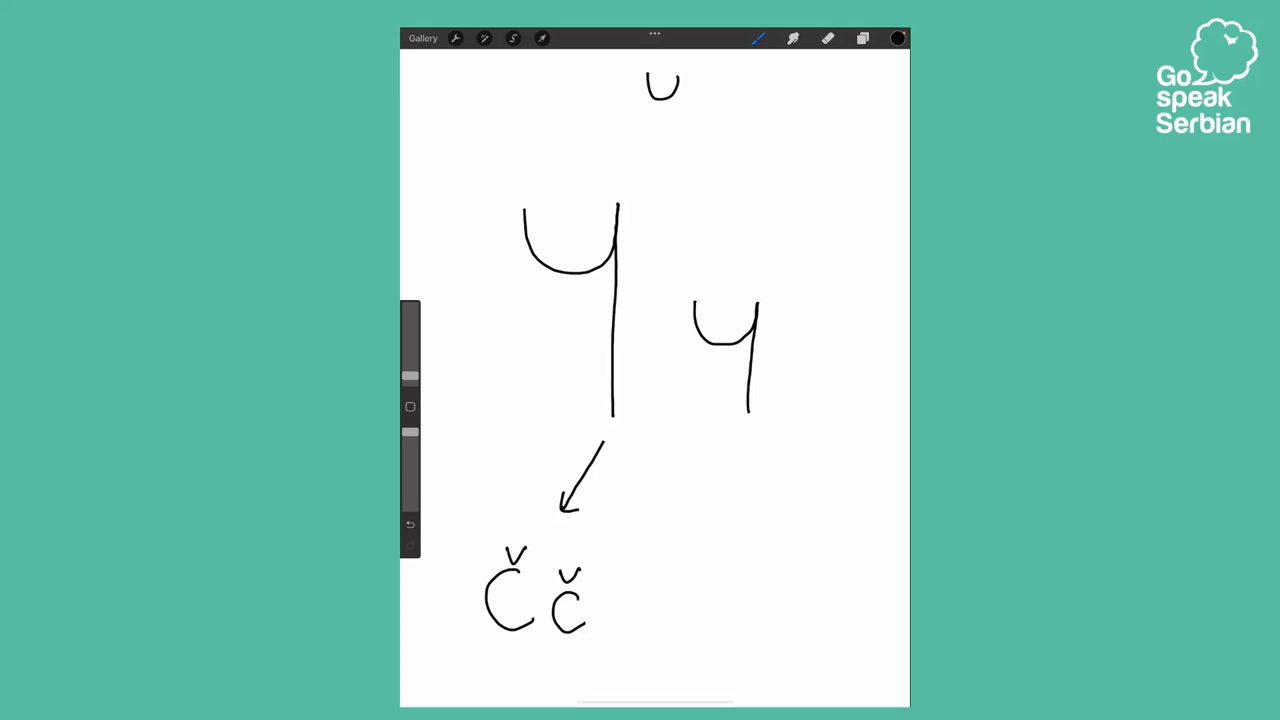 Gallery
Go
speak
Serbian
U
Ч ч
Č č